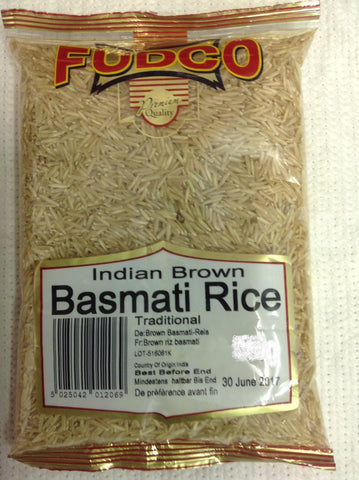 FUDCO
Premium
Quality
Indian Brown
Basmati Rice
Traditional
De:Brown Basmati-Reis
Fr:Brown riz basmati
LOT-516061K
Country Of Origin India
Best Before End
Mindestens haltbar Bis End 30 June 2017
De préférence avant fin
5 025042 012069